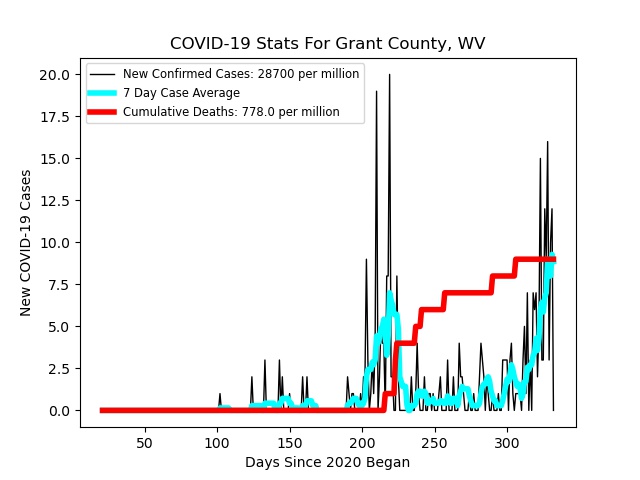 COVID-19 Stats For Grant County, WV
New Confirmed Cases: 28700 per million
7 Day Case Average
Cumulative Deaths: 778.0 per million
20.0
17.5
15.0
12.5
10.0
7.5
5.0
2.5
0.0
New COVID-19 Cases
50 100 150 200 250 300
Days Since 2020 Began